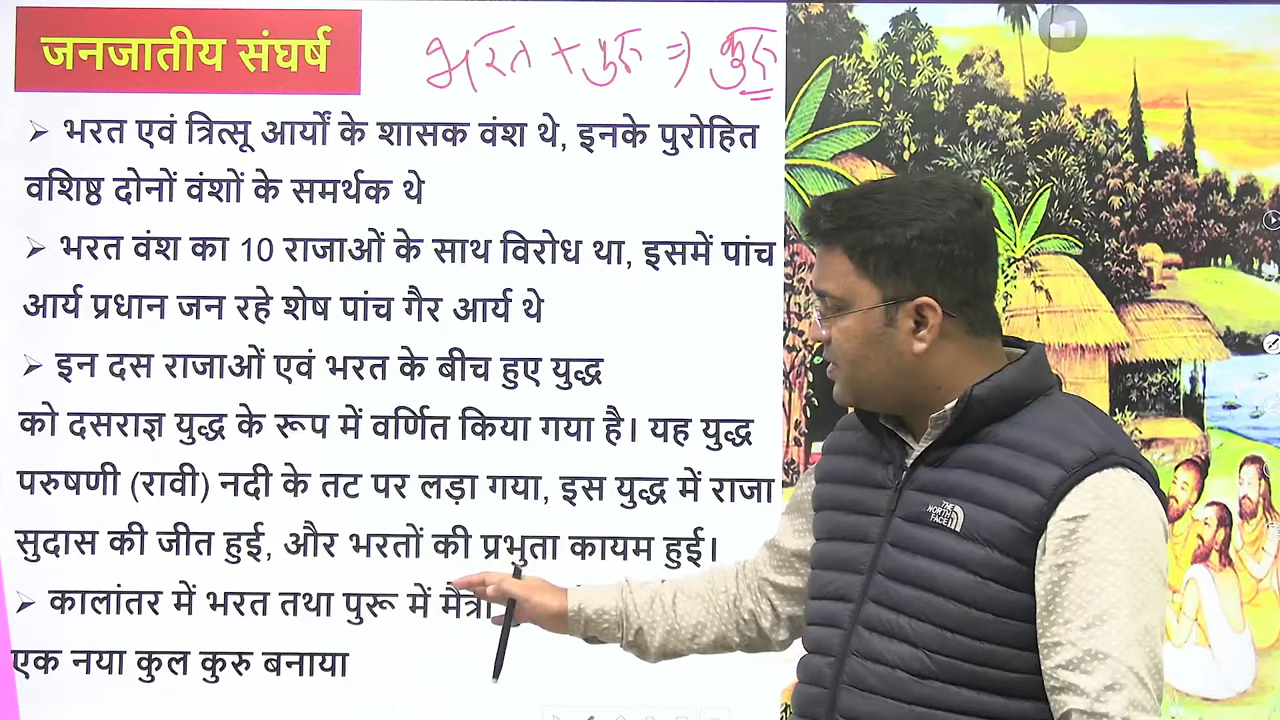 जनजातीय संघर्ष
भरत + पुरू ⇒ कुरू
➢ भरत एवं त्रित्सू आर्यों के शासक वंश थे, इनके पुरोहित
वशिष्ठ दोनों वंशों के समर्थक थे
➢ भरत वंश का 10 राजाओं के साथ विरोध था, इसमें पांच
आर्य प्रधान जन रहे शेष पांच गैर आर्य थे
➢ इन दस राजाओं एवं भरत के बीच हुए युद्ध
को दसराज्ञ युद्ध के रूप में वर्णित किया गया है। यह युद्ध
परुषणी (रावी) नदी के तट पर लड़ा गया, इस युद्ध में राजा
सुदास की जीत हुई, और भरतों की प्रभुता कायम हुई।
➢ कालांतर में भरत तथा पुरू में मैत्री
एक नया कुल कुरु बनाया
THE
NORTH
FACE